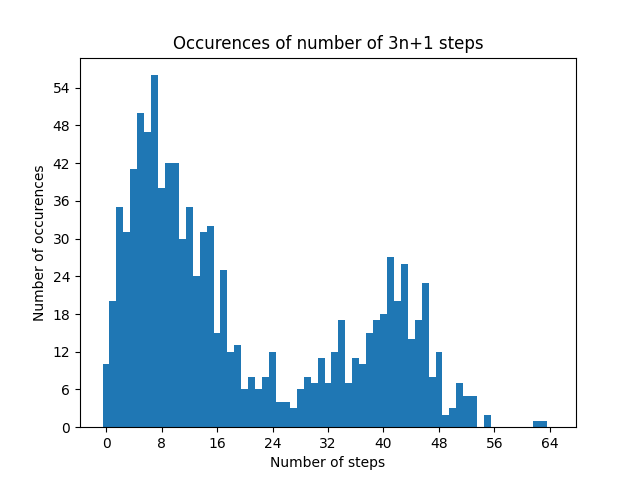 Occurences of number of 3n+1 steps
54
48
42
36
30
24
18
12
6
0
Number of occurences
0 8 16 24 32 40 48 56 64
Number of steps